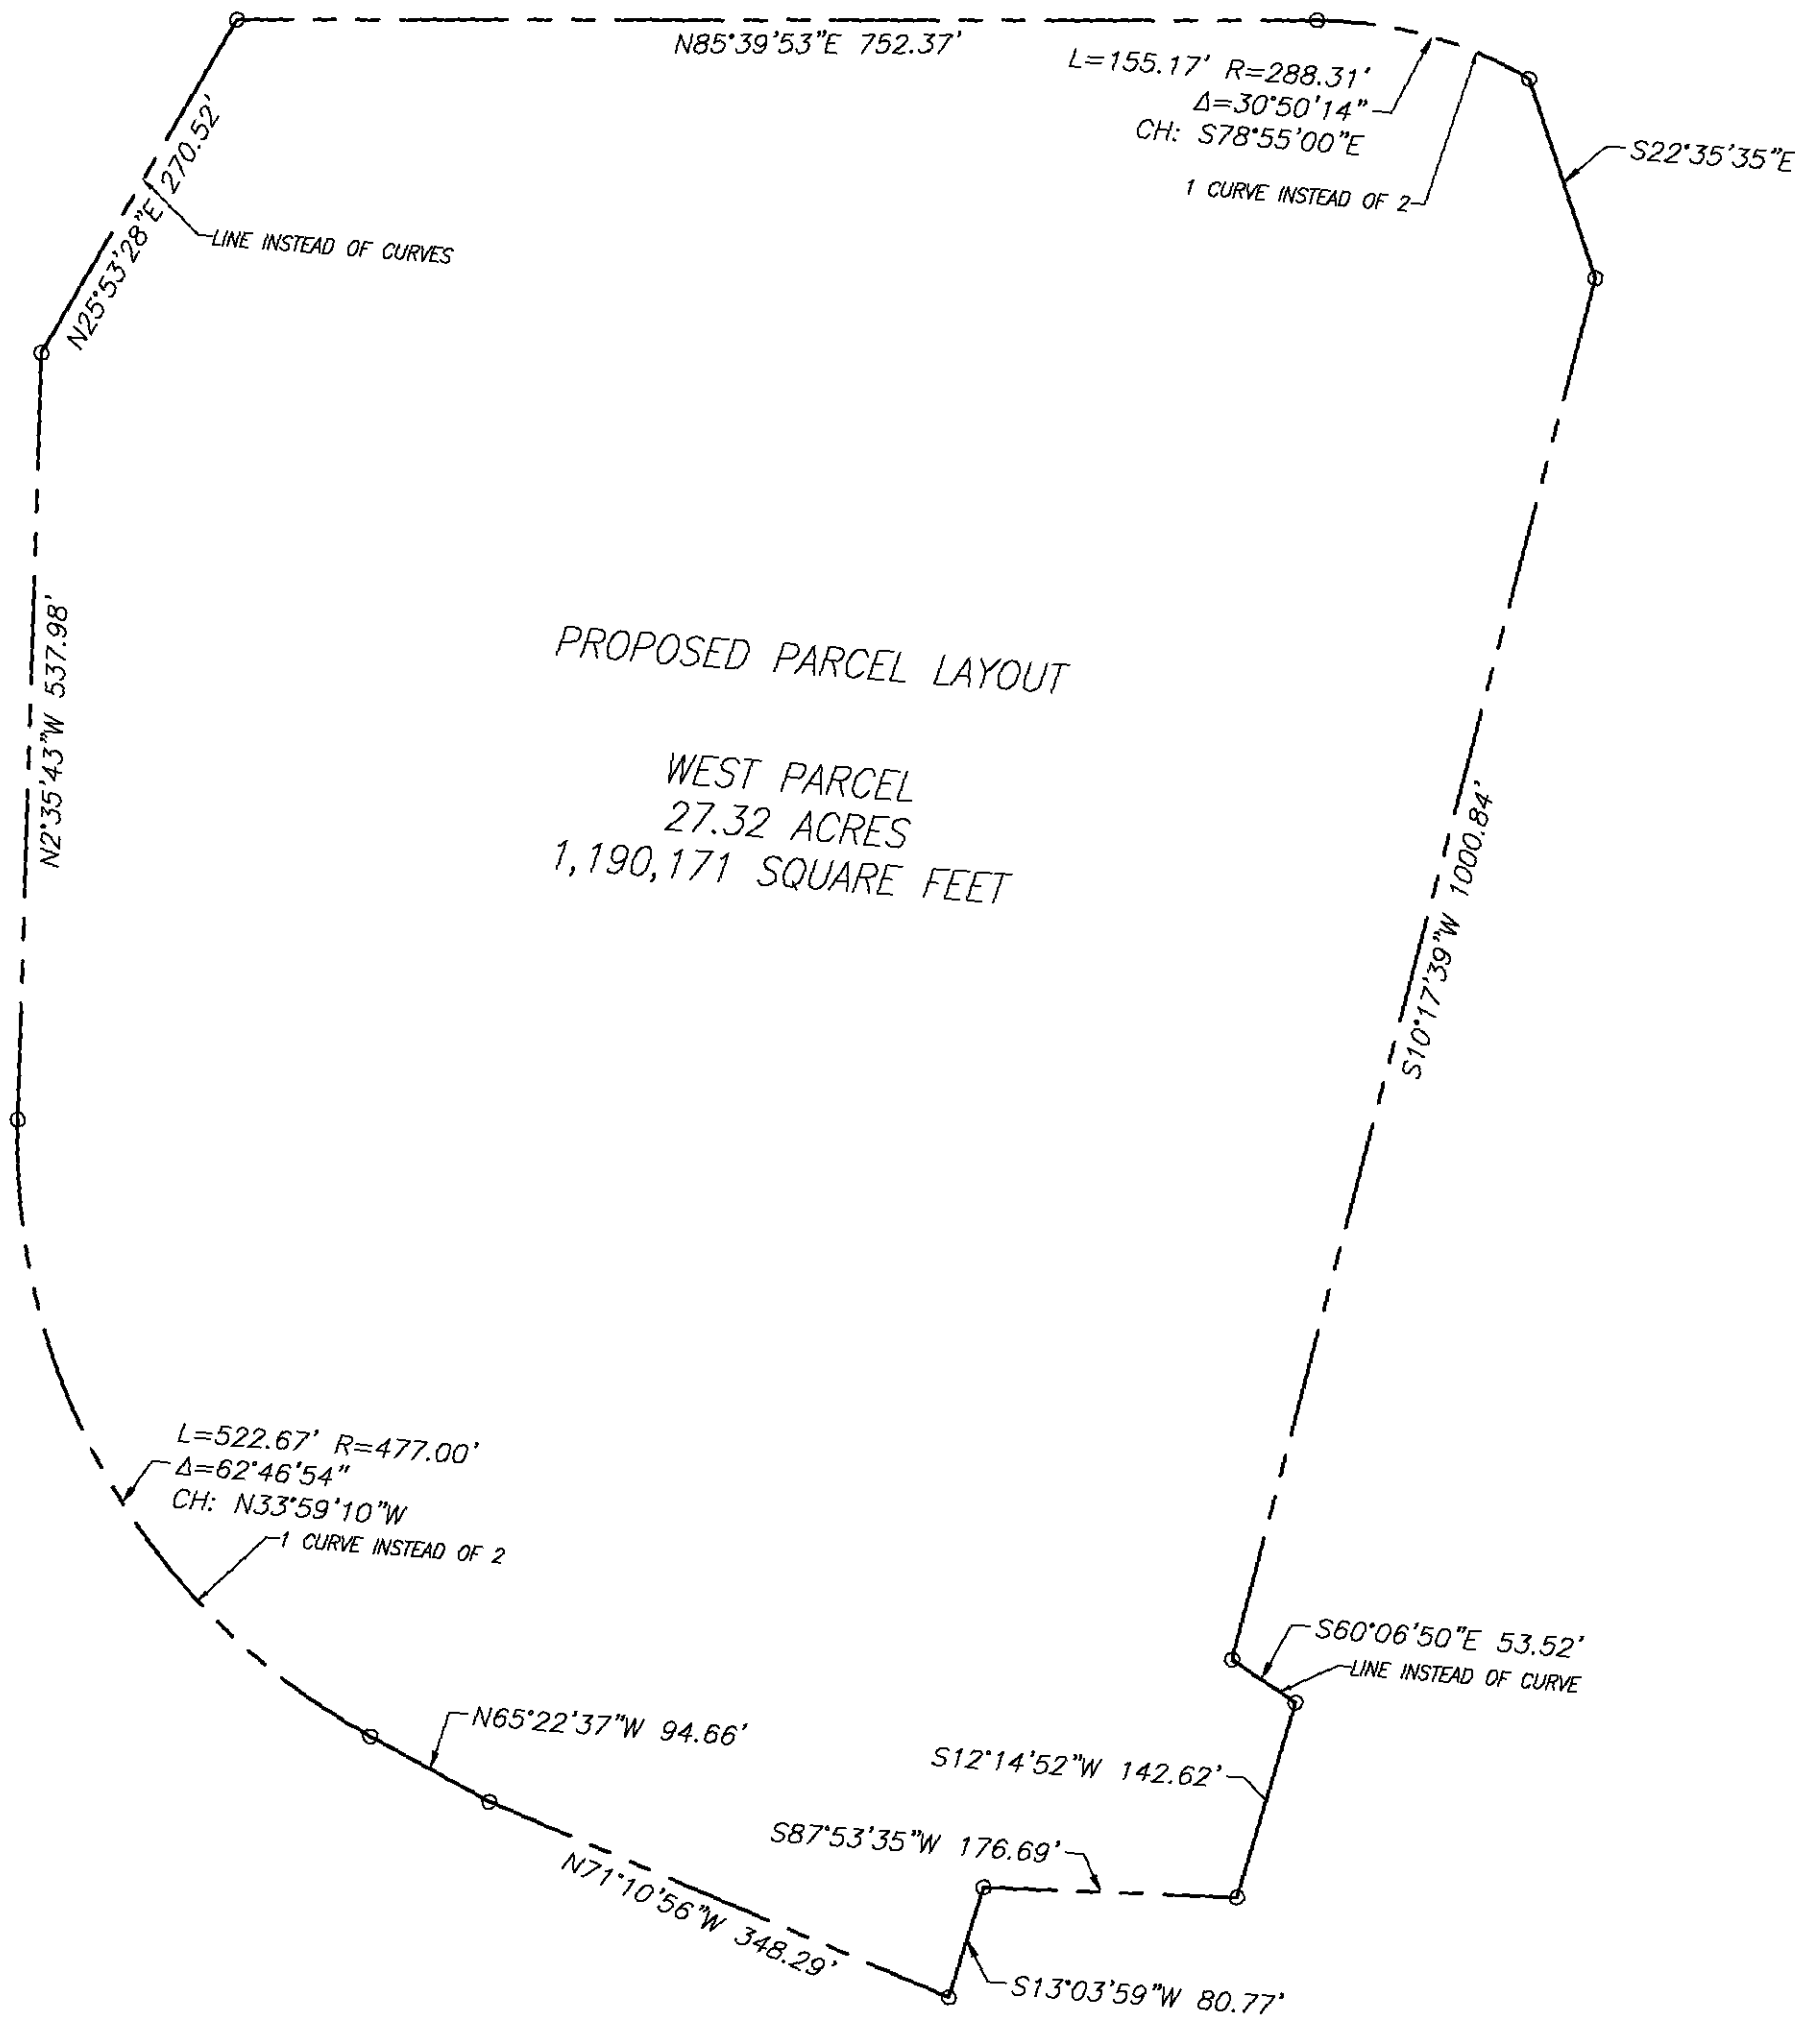 N85°39'53"E 752.37'
L=155.17' R=288.31'
Δ=30°50'14"
CH: S78°55'00"E
1 CURVE INSTEAD OF 2
S22°35'35"E
N25°53'28"E 270.52'
LINE INSTEAD OF CURVES
N2°35'43"W 537.98'
PROPOSED PARCEL LAYOUT
WEST PARCEL
27.32 ACRES
1,190,171 SQUARE FEET
S10°17'39"W 1000.84'
L=522.67' R=477.00'
Δ=62°46'54"
CH: N33°59'10"W
1 CURVE INSTEAD OF 2
S60°06'50"E 53.52'
LINE INSTEAD OF CURVE
N65°22'37"W 94.66'
S12°14'52"W 142.62'
S87°53'35"W 176.69'
N71°10'56"W 348.29'
S13°03'59"W 80.77'